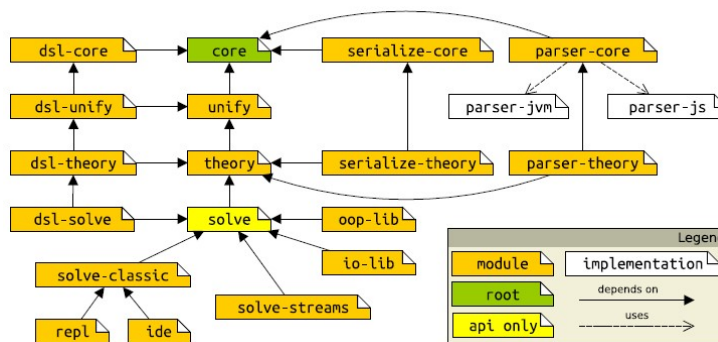 dsl-core
core
serialize-core
parser-core
dsl-unify
unify
parser-jvm
parser-js
dsl-theory
theory
serialize-theory
parser-theory
dsl-solve
solve
oop-lib
solve-classic
io-lib
solve-streams
repl
ide
Legen
module
implementation
root
depends on
api only
uses